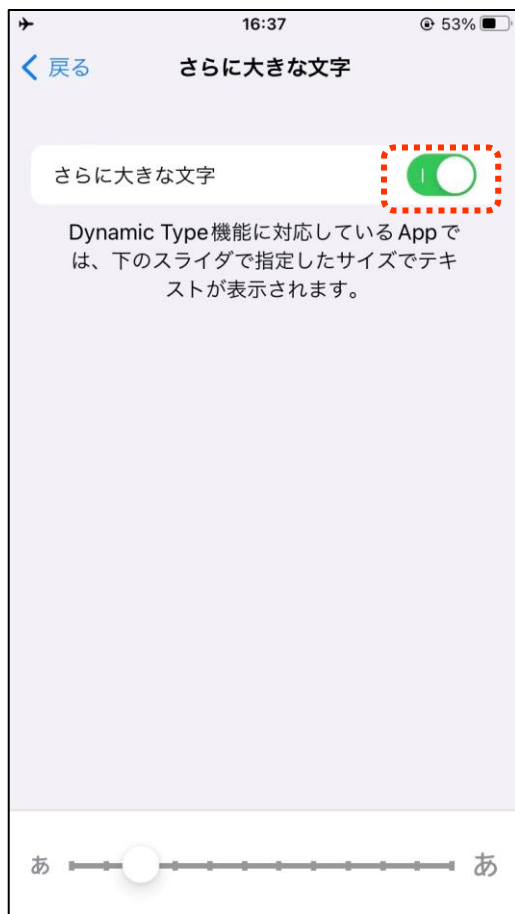 16:37
53%
戻る
さらに大きな文字
さらに大きな文字
Dynamic Type機能に対応しているAppで
は、下のスライダで指定したサイズでテキ
ストが表示されます。
あ
あ